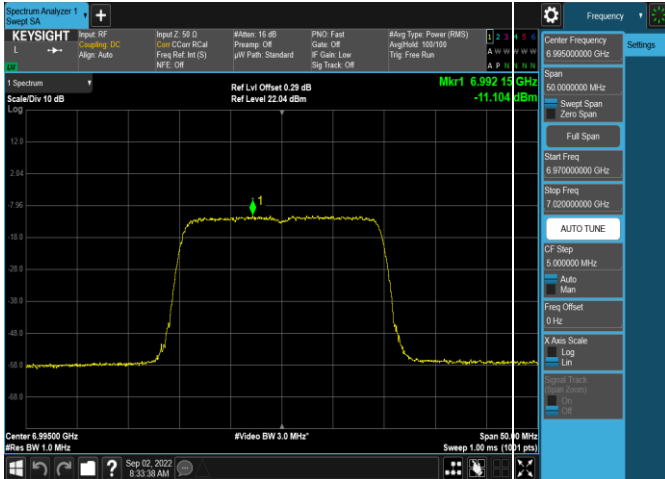 Spectrum Analyzer 1
Swept SA
+
Frequency
KEYSIGHT
L
Input: RF
Coupling: DC
Align: Auto
Input Z: 50 Ω
Corr CCorr RCal
Freq Ref: Int (S)
NFE: Off
#Atten: 16 dB
Preamp: Off
µW Path: Standard
PNO: Fast
Gate: Off
IF Gain: Low
Sig Track: Off
#Avg Type: Power (RMS)
Avg|Hold: 100/100
Trig: Free Run
1 2 3 4 5 6
A W W W W W
A P N N N N
1 Spectrum
Scale/Div 10 dB
Log
Ref Lvl Offset 0.29 dB
Ref Level 22.04 dBm
Mkr1 6.992 15 GHz
-11.104 dBm
12.0
2.04
-7.96
-18.0
-28.0
-38.0
-48.0
-58.0
-68.0
1
Center 6.99500 GHz
#Res BW 1.0 MHz
#Video BW 3.0 MHz*
Span 50.00 MHz
Sweep 1.00 ms (1001 pts)
Sep 02, 2022
8:33:38 AM
?
Center Frequency
6.995000000 GHz
Settings
Span
50.0000000 MHz
Swept Span
Zero Span
Full Span
Start Freq
6.970000000 GHz
Stop Freq
7.020000000 GHz
AUTO TUNE
CF Step
5.000000 MHz
Auto
Man
Freq Offset
0 Hz
X Axis Scale
Log
Lin
Signal Track
(Span Zoom)
On
Off